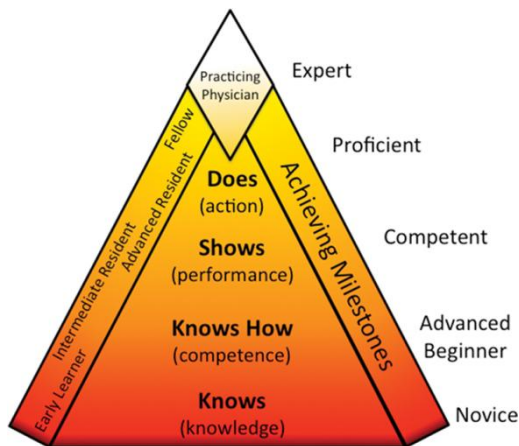 Practicing
Physician
Expert
Fellow
Proficient
Advanced Resident
Does
(action)
Achieving Milestones
Competent
Shows
(performance)
Intermediate Resident
Knows How
(competence)
Advanced
Beginner
Early Learner
Knows
(knowledge)
Novice